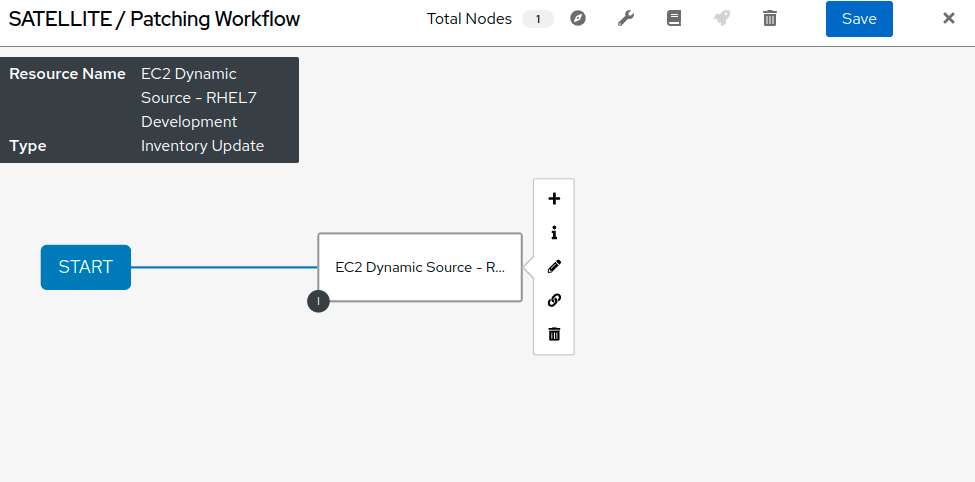 SATELLITE / Patching Workflow
Total Nodes 1
Save
Resource Name EC2 Dynamic
Source - RHEL7
Development
Type Inventory Update
START
EC2 Dynamic Source - R...
I